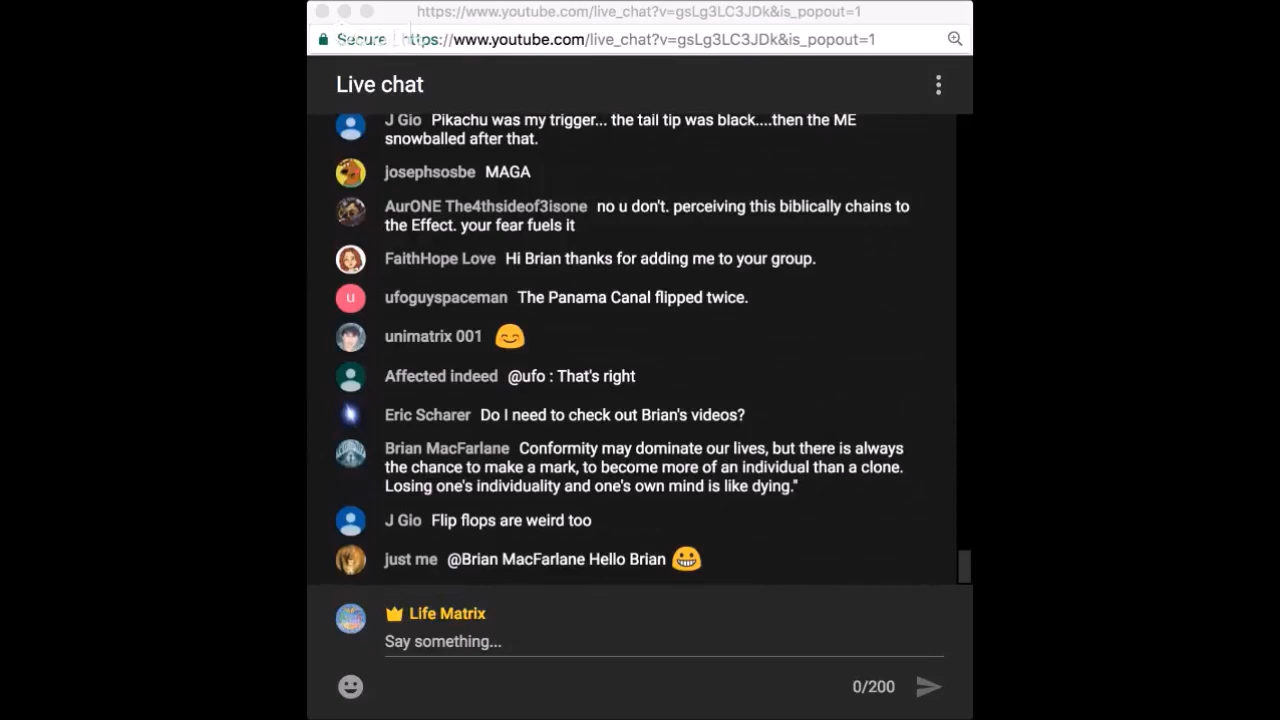 https://www.youtube.com/live_chat?v=gsLg3LC3JDk&is_popout=1
Secure https://www.youtube.com/live_chat?v=gsLg3LC3JDk&is_popout=1
Live chat
J Glo Pikachu was my trigger... the tail tip was black....then the ME
snowballed after that.
josephsosbe MAGA
AurONE The4thsideof3isone no u don't. perceiving this biblically chains to
the Effect. your fear fuels it
FaithHope Love Hi Brian thanks for adding me to your group.
u ufoguyspaceman The Panama Canal flipped twice.
unimatrix 001 😊
Affected indeed @ufo : That's right
Eric Scharer Do I need to check out Brian's videos?
Brian MacFarlane Conformity may dominate our lives, but there is always
the chance to make a mark, to become more of an individual than a clone.
Losing one's individuality and one's own mind is like dying."
J Glo Flip flops are weird too
just me @Brian MacFarlane Hello Brian 😀
Life Matrix
Say something...
0/200